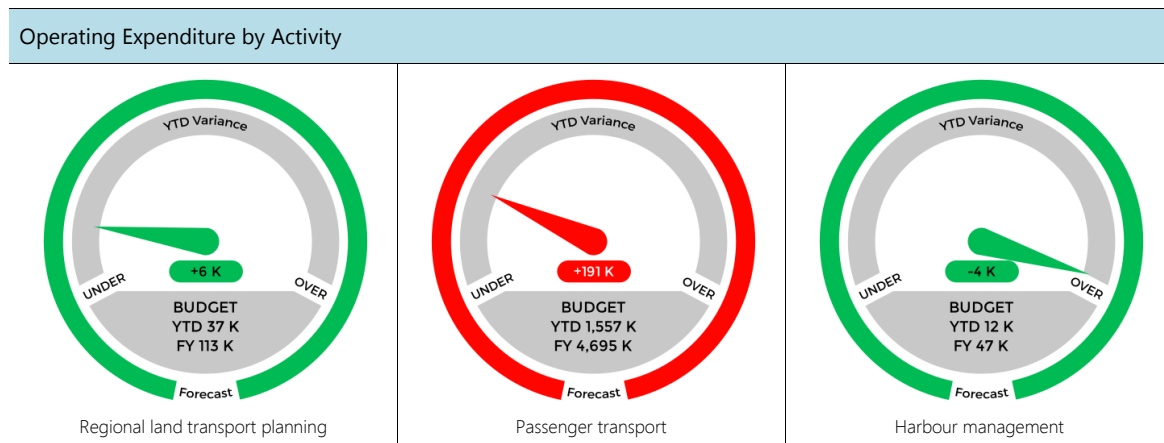 Operating Expenditure by Activity
YTD Variance
+6 K
UNDER
OVER
BUDGET
YTD 37 K
FY 113 K
Forecast
Regional land transport planning
YTD Variance
+191 K
UNDER
OVER
BUDGET
YTD 1,557 K
FY 4,695 K
Forecast
Passenger transport
YTD Variance
-4 K
UNDER
OVER
BUDGET
YTD 12 K
FY 47 K
Forecast
Harbour management